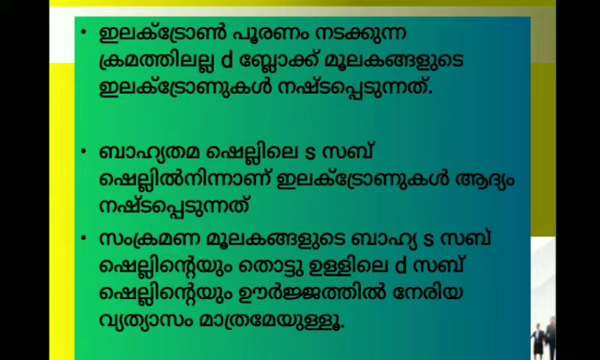 • ഇലക്ട്രോൺ പൂരണം നടക്കുന്ന
ക്രമത്തിലല്ല d ബ്ലോക്ക് മൂലകങ്ങളുടെ
ഇലക്ട്രോണുകൾ നഷ്ടപ്പെടുന്നത്.
• ബാഹ്യതമ ഷെല്ലിലെ s സബ്
ഷെല്ലിൽനിന്നാണ് ഇലക്ട്രോണുകൾ ആദ്യം
നഷ്ടപ്പെടുന്നത്
• സംക്രമണ മൂലകങ്ങളുടെ ബാഹ്യ s സബ്
ഷെല്ലിന്റെയും തൊട്ടു ഉള്ളിലെ d സബ്
ഷെല്ലിന്റെയും ഊർജ്ജത്തിൽ നേരിയ
വ്യത്യാസം മാത്രമേയുള്ളൂ.